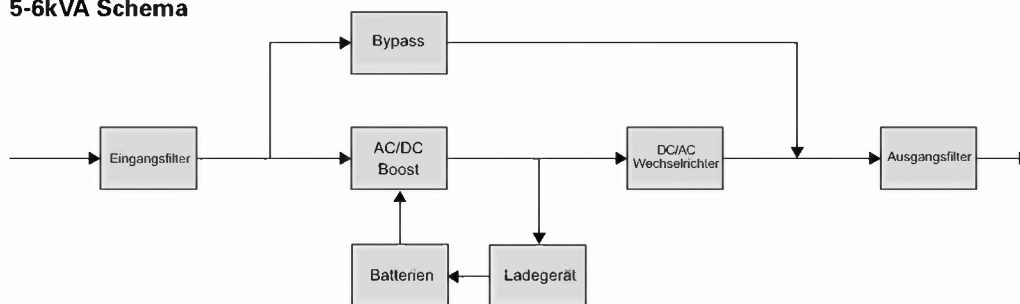 5-6kVA Schema
Bypass
Eingangsfilter
AC/DC
Boost
DC/AC
Wechselrichter
Ausgangsfilter
Batterien
Ladegerät